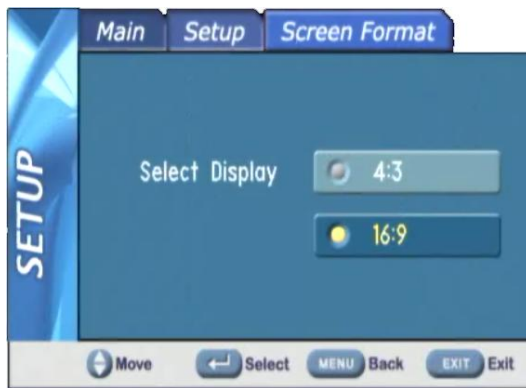 Main Setup Screen Format
SETUP
Select Display 4:3
16:9
Move Select MENU Back EXIT Exit